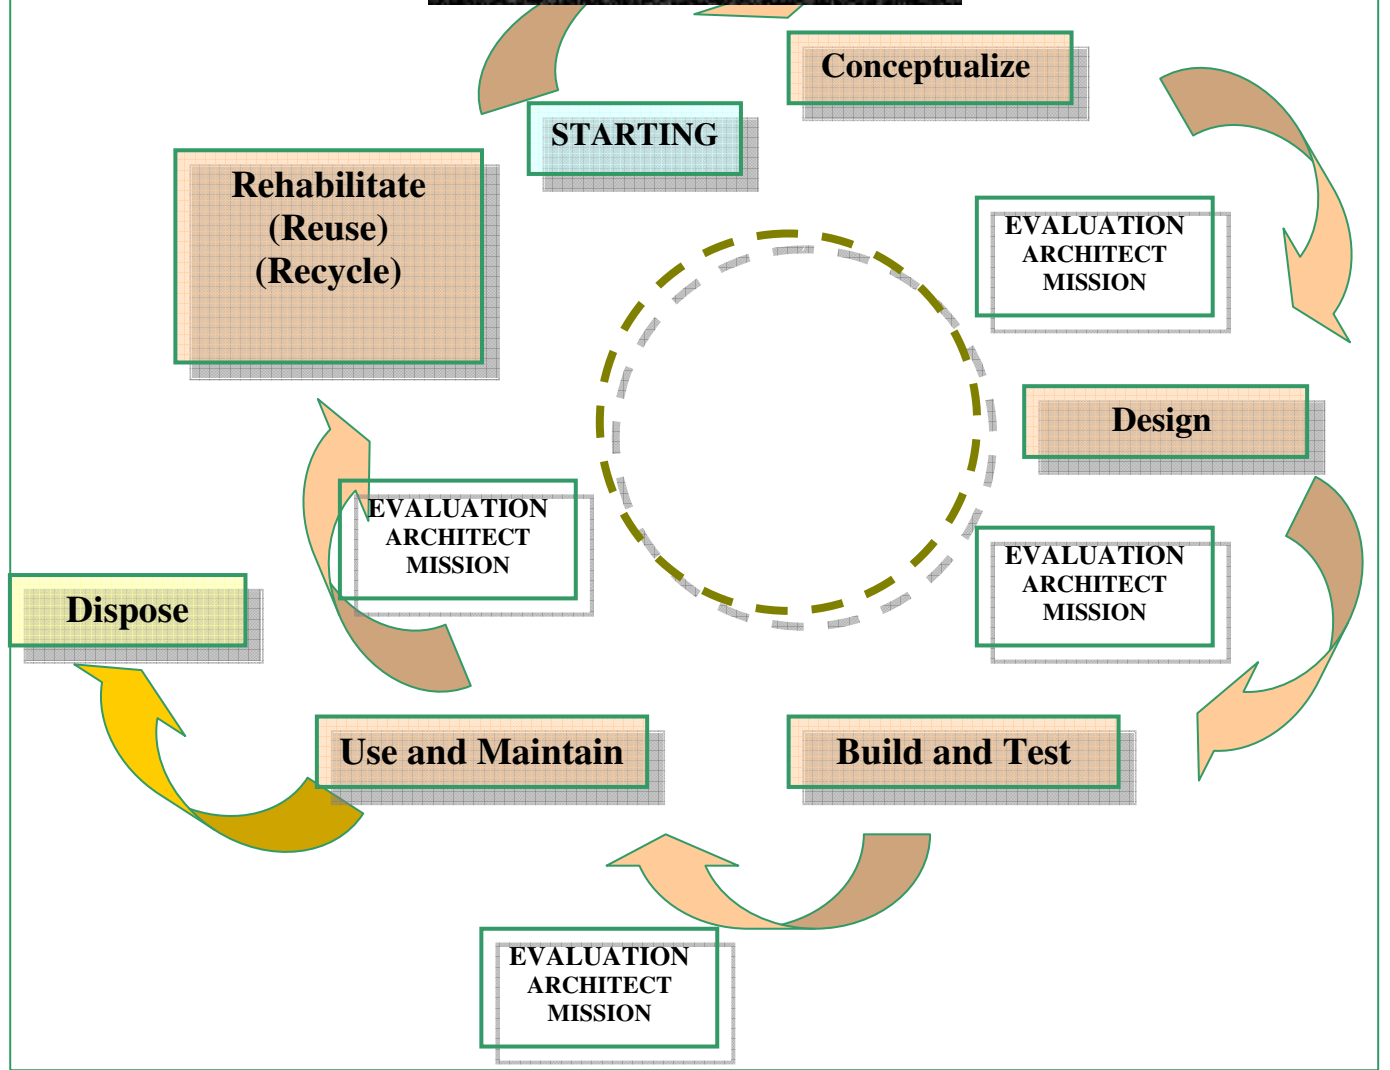 Conceptualize
STARTING
Rehabilitate
(Reuse)
(Recycle)
EVALUATION
ARCHITECT
MISSION
Design
EVALUATION
ARCHITECT
MISSION
EVALUATION
ARCHITECT
MISSION
Dispose
Use and Maintain
Build and Test
EVALUATION
ARCHITECT
MISSION